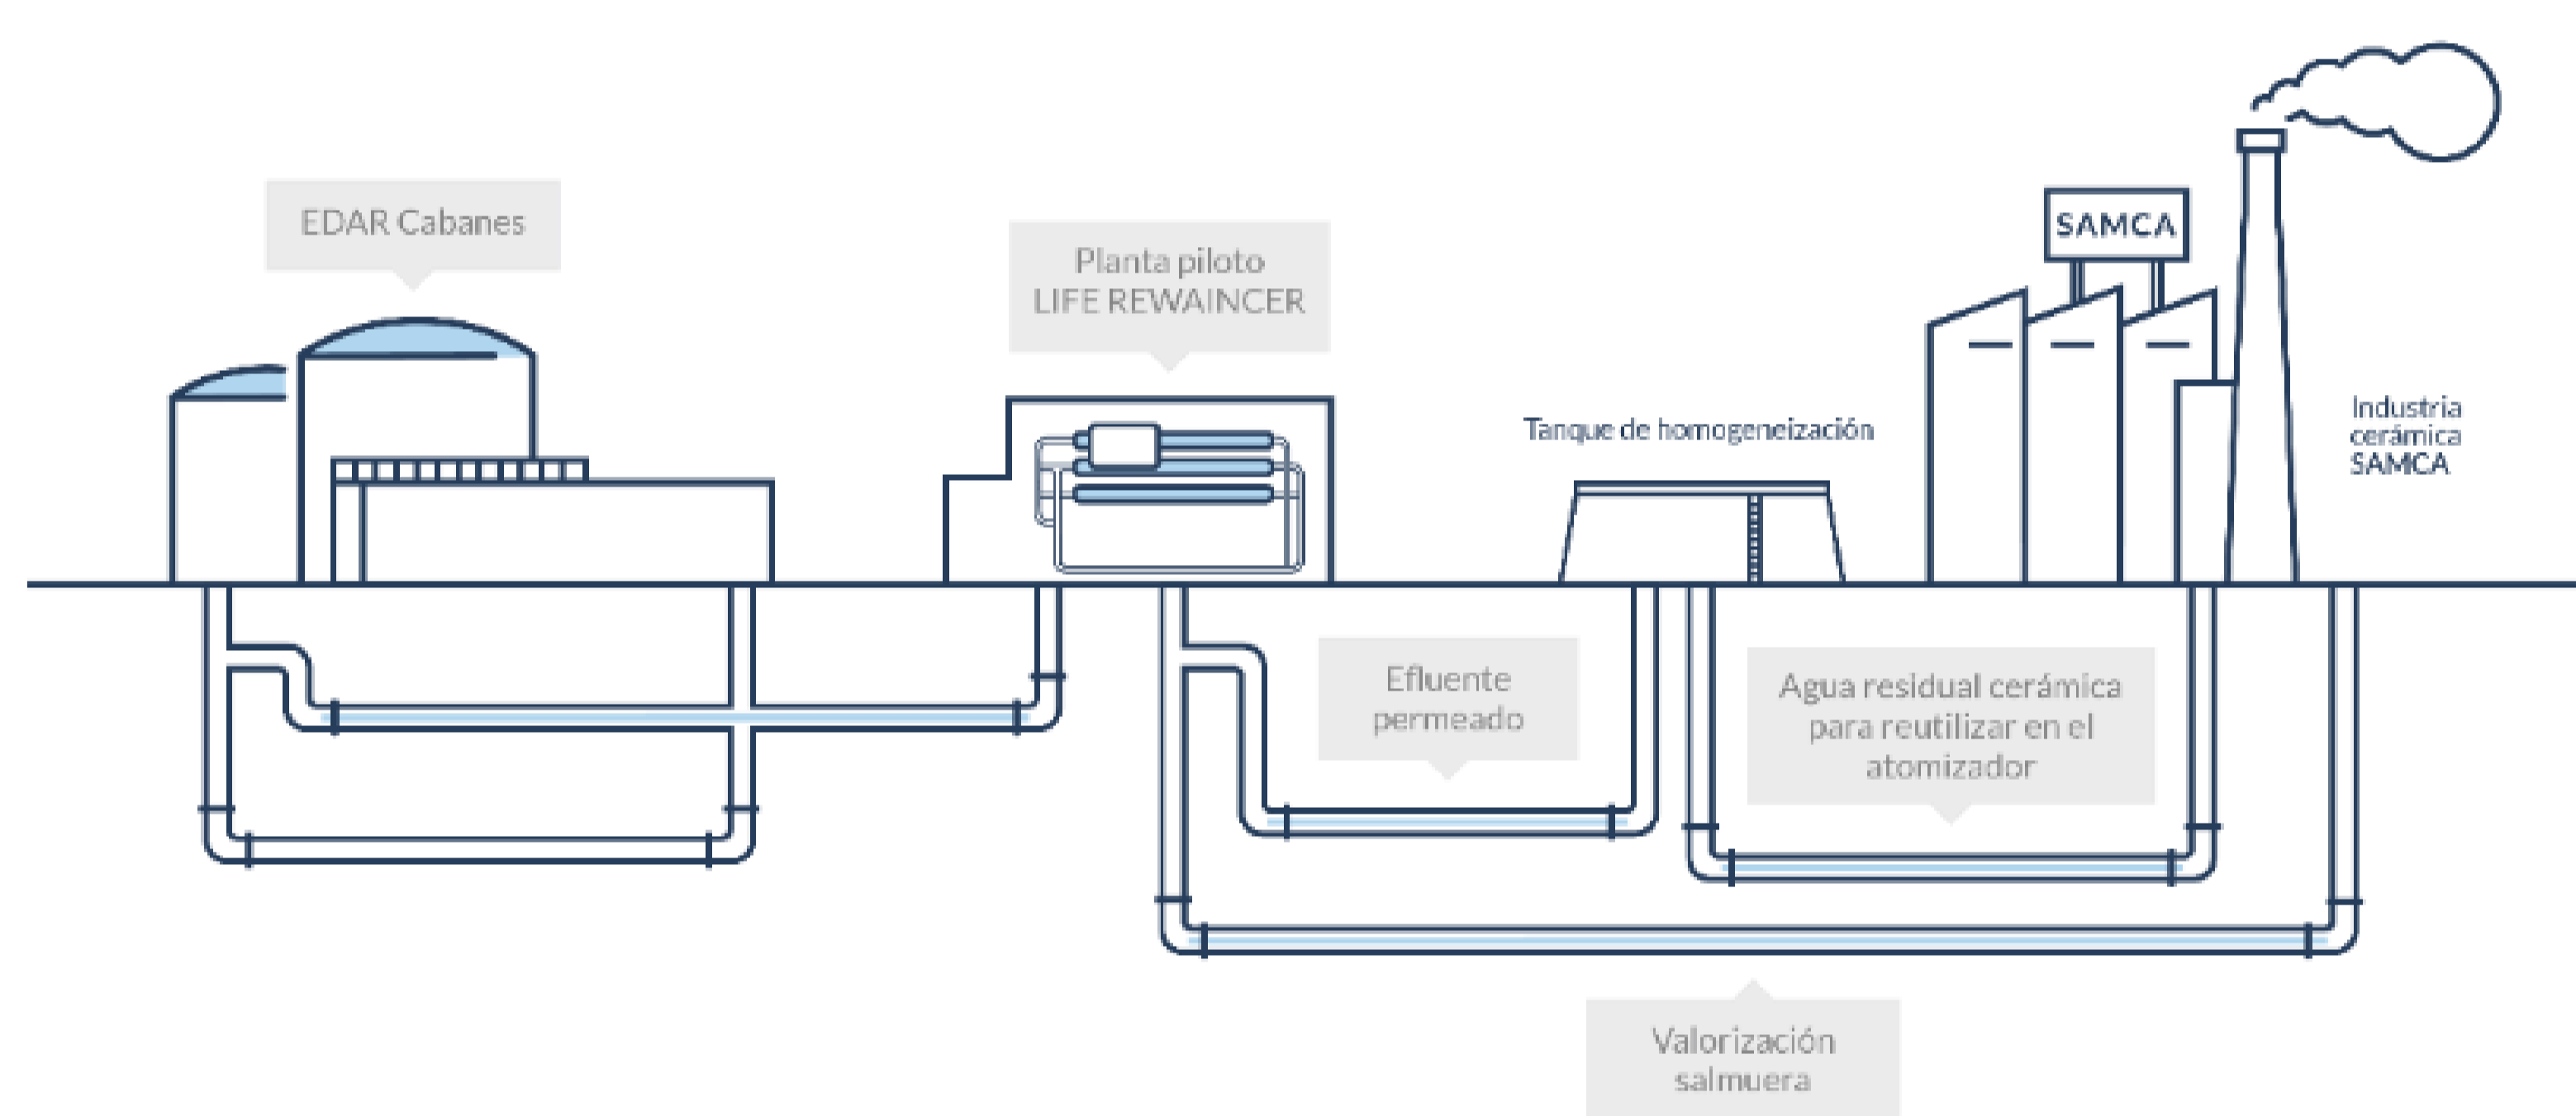 EDAR Cabanes
Planta piloto
LIFE REWAINCER
Tanque de homogeneización
SAMCA
Industria
cerámica
SAMCA
Efluente
permeado
Agua residual cerámica
para reutilizar en el
atomizador
Valorización
salmuera